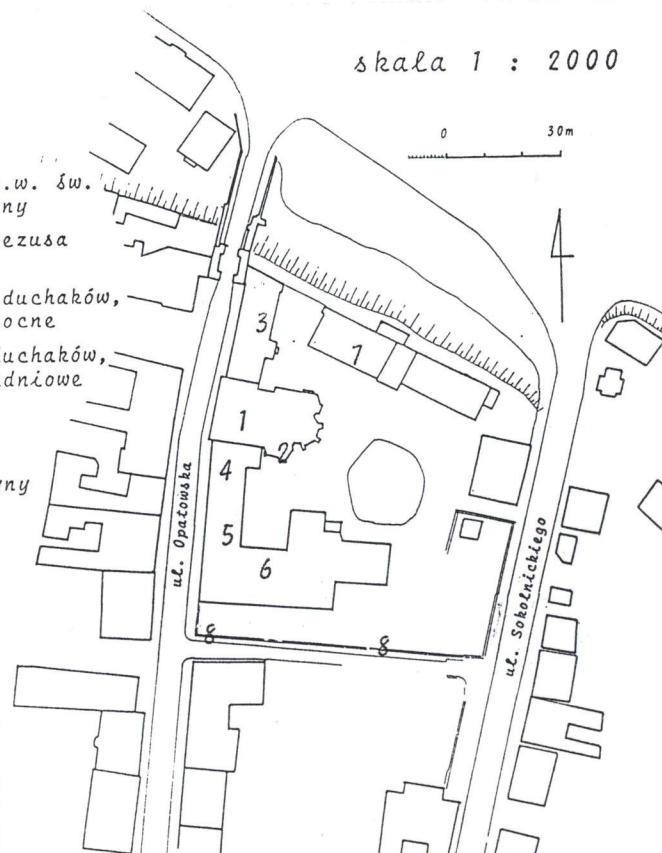 skala 1 : 2000
0 30m
.w. św.
ny
ezusa
duchaków,
ocne
duchaków,
dniowe
yny
3
7
1
2
4
5
6
8
8
ul. Opatowska
ul. Sokolnickiego